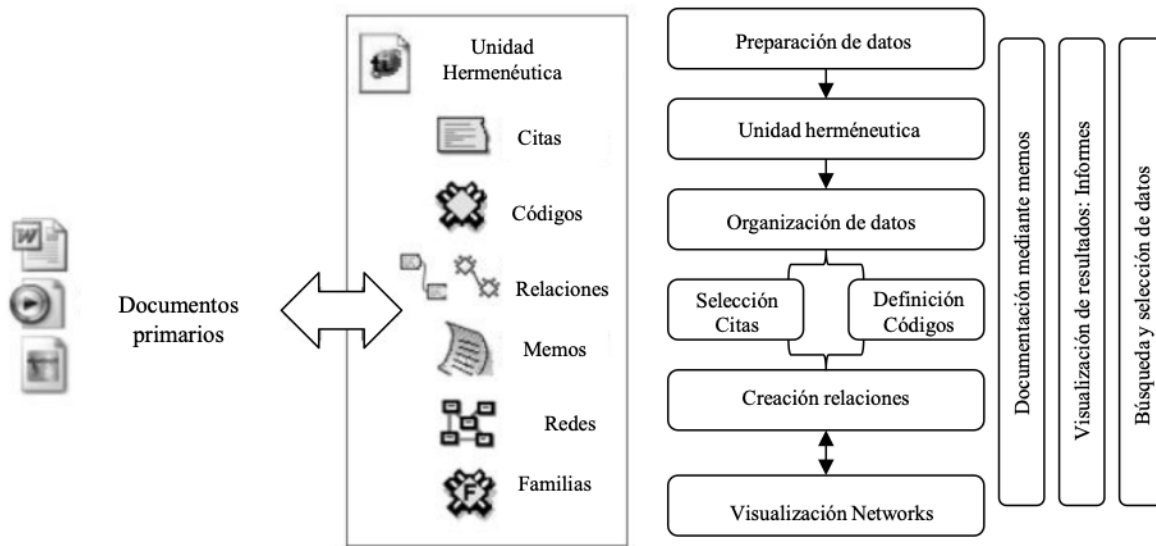 Documentos
primarios
Unidad
Hermenéutica
Citas
Códigos
Relaciones
Memos
Redes
Familias
Preparación de datos
Unidad herméneutica
Organización de datos
Selección
Citas
Definición
Códigos
Creación relaciones
Visualización Networks
Documentación mediante memos
Visualización de resultados: Informes
Búsqueda y selección de datos
W
F